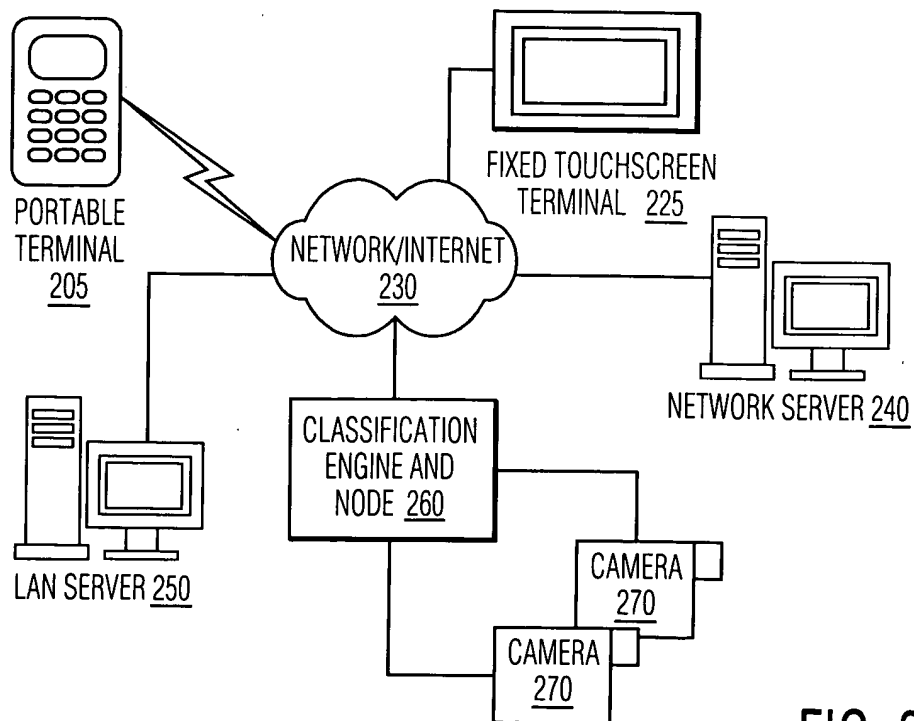 PORTABLE
TERMINAL
205
FIXED TOUCHSCREEN
TERMINAL 225
NETWORK/INTERNET
230
NETWORK SERVER 240
CLASSIFICATION
ENGINE AND
NODE 260
LAN SERVER 250
CAMERA
270
CAMERA
270